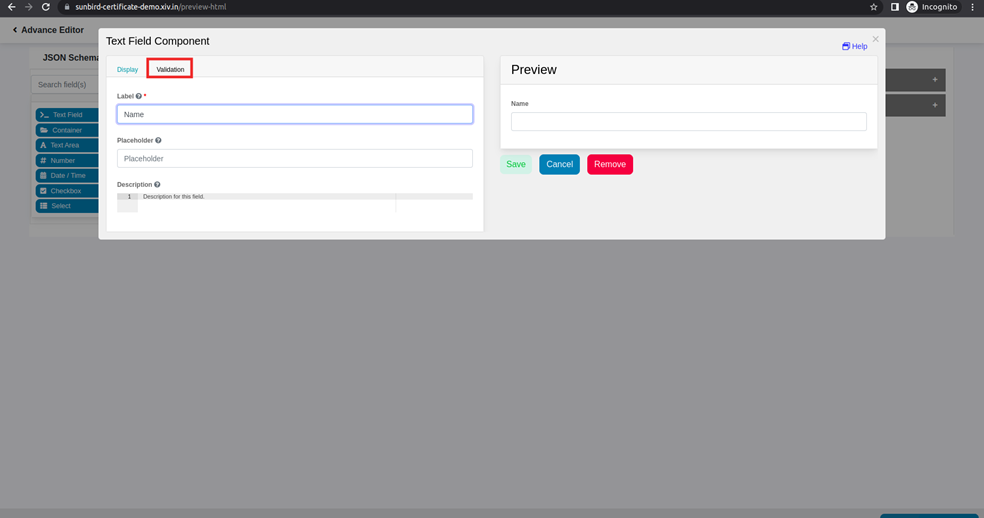 sunbird-certificate-demo.xiv.in/preview-html
Incognito
Advance Editor
JSON Schema
Search field(s)
Text Field
Container
Text Area
Number
Date / Time
Checkbox
Select
Text Field Component
Help
×
Display
Validation
Label *
Name
Placeholder
Placeholder
Description
1 Description for this field.
Preview
Name
Save
Cancel
Remove
+
+